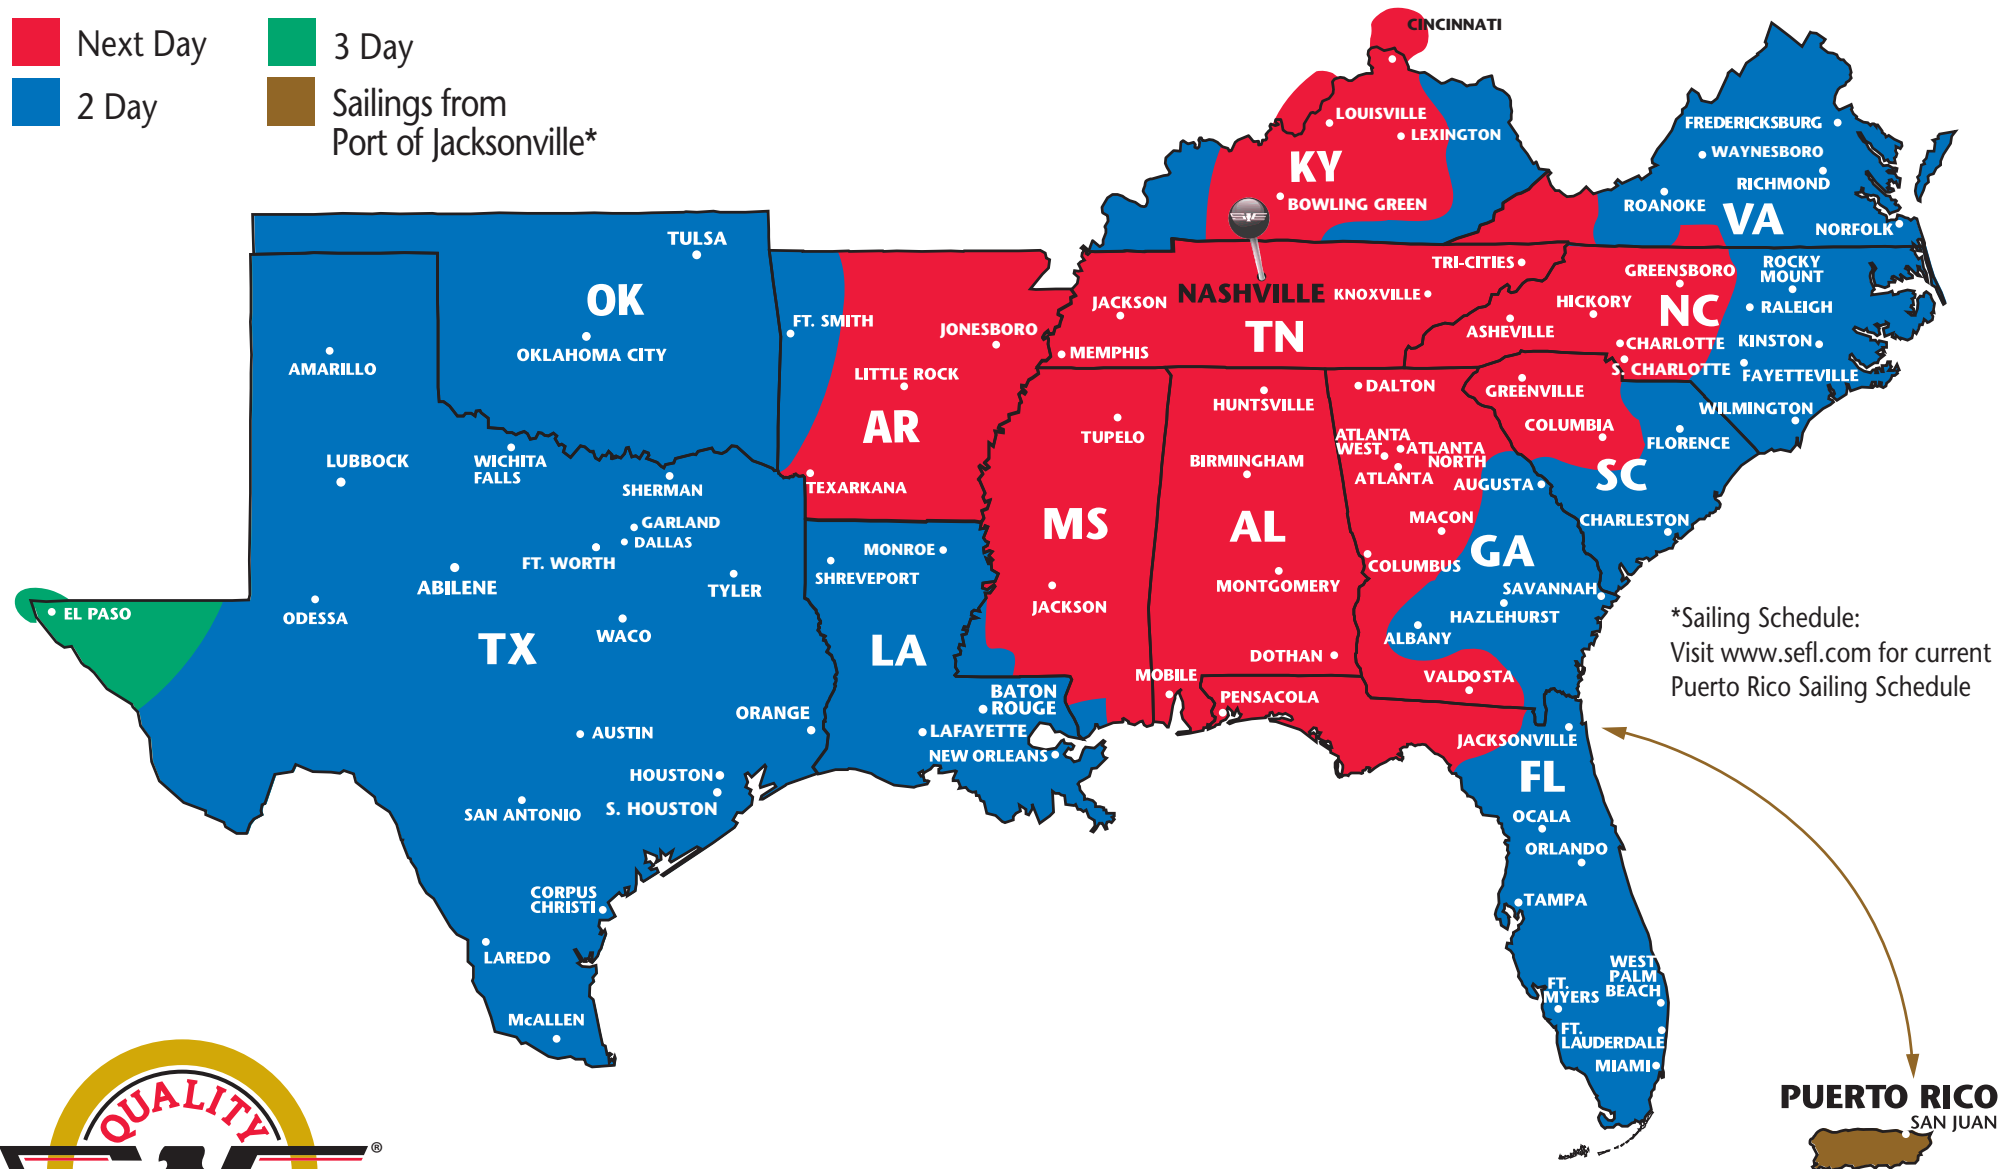 Next Day
3 Day
2 Day
Sailings from
Port of Jacksonville*
CINCINNATI
LOUISVILLE
LEXINGTON
KY
BOWLING GREEN
FREDERICKSBURG
WAYNESBORO
RICHMOND
ROANOKE
VA
NORFOLK
TULSA
OK
OKLAHOMA CITY
FT. SMITH
JONESBORO
LITTLE ROCK
AR
TEXARKANA
JACKSON
NASHVILLE
KNOXVILLE
TRI-CITIES
TN
MEMPHIS
GREENSBORO
ROCKY
MOUNT
HICKORY
NC
RALEIGH
ASHEVILLE
CHARLOTTE
KINSTON
S. CHARLOTTE
FAYETTEVILLE
WILMINGTON
GREENVILLE
COLUMBIA
FLORENCE
SC
CHARLESTON
AMARILLO
LUBBOCK
WICHITA
FALLS
SHERMAN
GARLAND
DALLAS
FT. WORTH
ABILENE
TYLER
EL PASO
ODESSA
WACO
TX
AUSTIN
ORANGE
HOUSTON
S. HOUSTON
SAN ANTONIO
CORPUS
CHRISTI
LAREDO
McALLEN
MONROE
SHREVEPORT
LA
BATON
ROUGE
LAFAYETTE
NEW ORLEANS
TUPELO
MS
JACKSON
HUNTSVILLE
BIRMINGHAM
AL
MONTGOMERY
DOTHAN
MOBILE
DALTON
ATLANTA
WEST
ATLANTA
NORTH
ATLANTA
AUGUSTA
MACON
GA
COLUMBUS
SAVANNAH
HAZLEHURST
ALBANY
VALDOSTA
PENSACOLA
JACKSONVILLE
FL
OCALA
ORLANDO
TAMPA
WEST
PALM
BEACH
FT.
MYERS
FT.
LAUDERDALE
MIAMI
*Sailing Schedule:
Visit www.sefl.com for current
Puerto Rico Sailing Schedule
PUERTO RICO
SAN JUAN
QUALITY
®